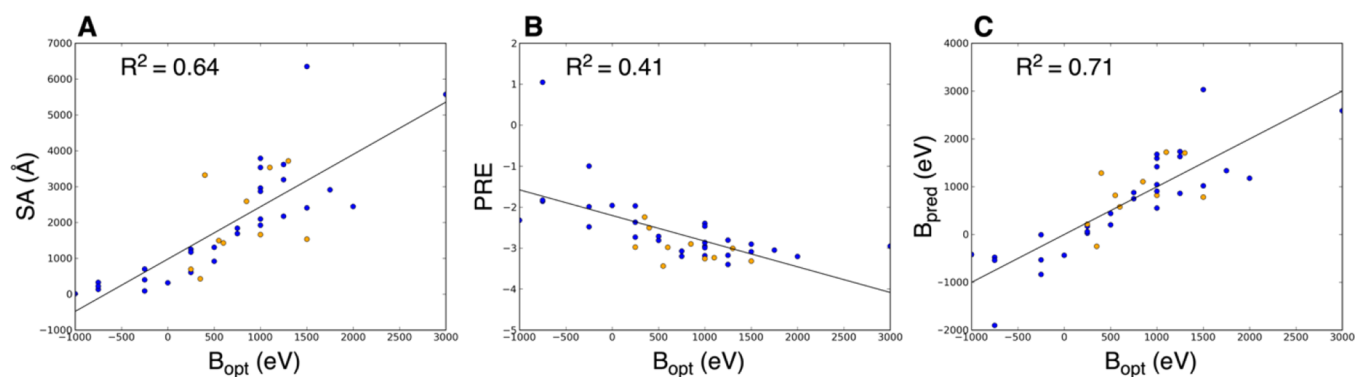 A
R² = 0.64
SA (Å)
7000
6000
5000
4000
3000
2000
1000
0
−1000
−1000 −500 0 500 1000 1500 2000 2500 3000
B_opt (eV)
B
R² = 0.41
PRE
2
1
0
−1
−2
−3
−4
−5
−1000 −500 0 500 1000 1500 2000 2500 3000
B_opt (eV)
C
R² = 0.71
B_pred (eV)
4000
3000
2000
1000
0
−1000
−2000
−1000 −500 0 500 1000 1500 2000 2500 3000
B_opt (eV)